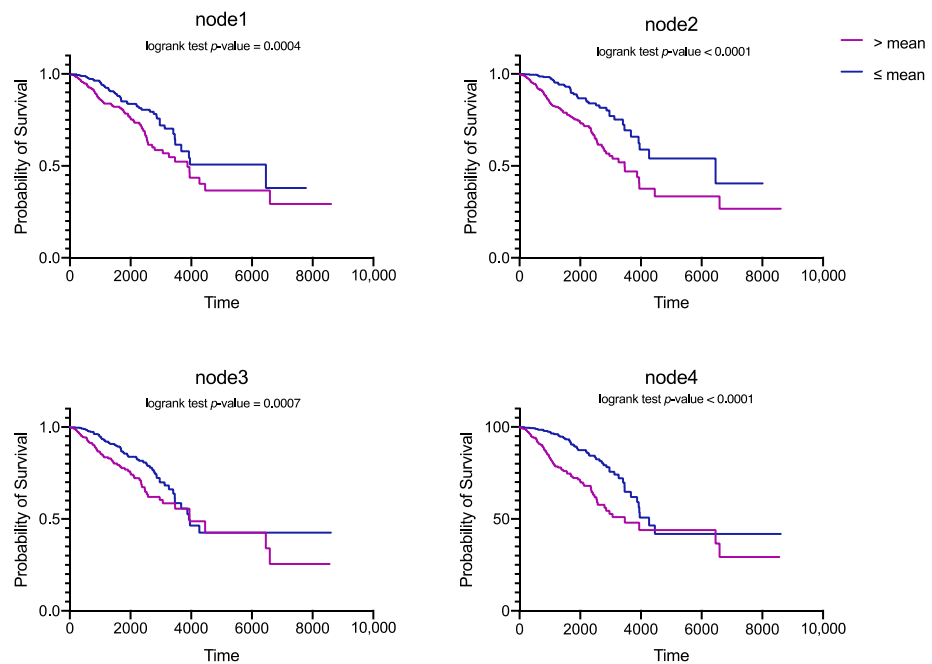 node1
logrank test p-value = 0.0004
Probability of Survival
1.0
0.5
0.0
0 2000 4000 6000 8000 10,000
Time
node2
logrank test p-value < 0.0001
Probability of Survival
1.0
0.5
0.0
0 2000 4000 6000 8000 10,000
Time
> mean
≤ mean
node3
logrank test p-value = 0.0007
Probability of Survival
1.0
0.5
0.0
0 2000 4000 6000 8000 10,000
Time
node4
logrank test p-value < 0.0001
Probability of Survival
100
50
0
0 2000 4000 6000 8000 10,000
Time